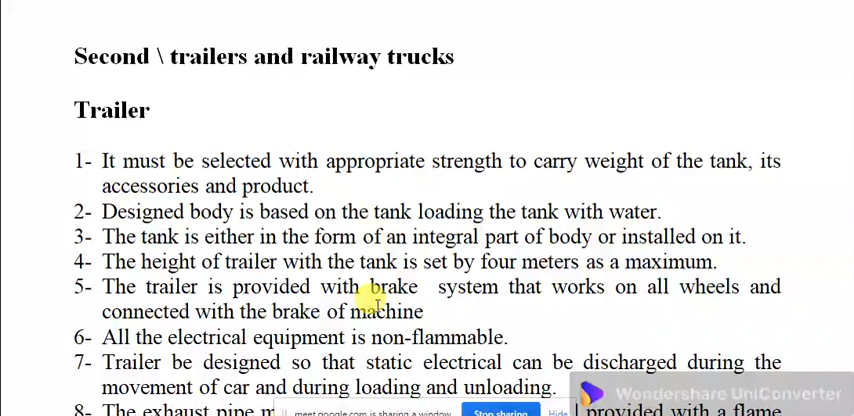 Second \ trailers and railway trucks
Trailer
1- It must be selected with appropriate strength to carry weight of the tank, its
accessories and product.
2- Designed body is based on the tank loading the tank with water.
3- The tank is either in the form of an integral part of body or installed on it.
4- The height of trailer with the tank is set by four meters as a maximum.
5- The trailer is provided with brake system that works on all wheels and
connected with the brake of machine
6- All the electrical equipment is non-flammable.
7- Trailer be designed so that static electrical can be discharged during the
movement of car and during loading and unloading.
8- The exhaust pipe provided with a flame
meet.google.com is sharing a window. Stop sharing Hide
Wondershare UniConverter